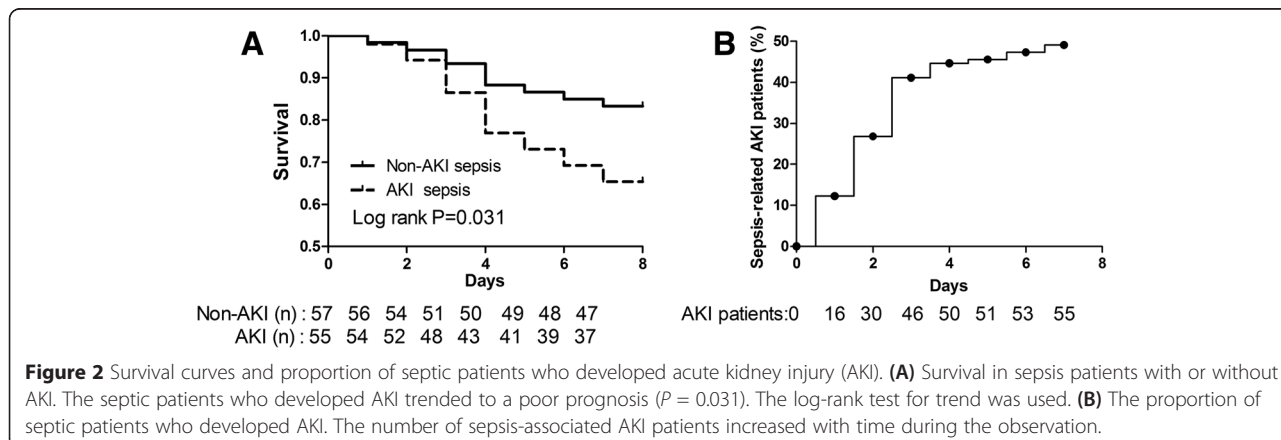 A
1.0
0.9
0.8
0.7
0.6
0.5
Survival
Non-AKI sepsis
AKI sepsis
Log rank P=0.031
0 2 4 6 8
Days
Non-AKI (n) : 57 56 54 51 50 49 48 47
AKI (n) : 55 54 52 48 43 41 39 37
B
50
40
30
20
10
0
Sepsis-related AKI patients (%)
0 2 4 6 8
Days
AKI patients:0 16 30 46 50 51 53 55
Figure 2 Survival curves and proportion of septic patients who developed acute kidney injury (AKI). (A) Survival in sepsis patients with or without
AKI. The septic patients who developed AKI trended to a poor prognosis (P = 0.031). The log-rank test for trend was used. (B) The proportion of
septic patients who developed AKI. The number of sepsis-associated AKI patients increased with time during the observation.